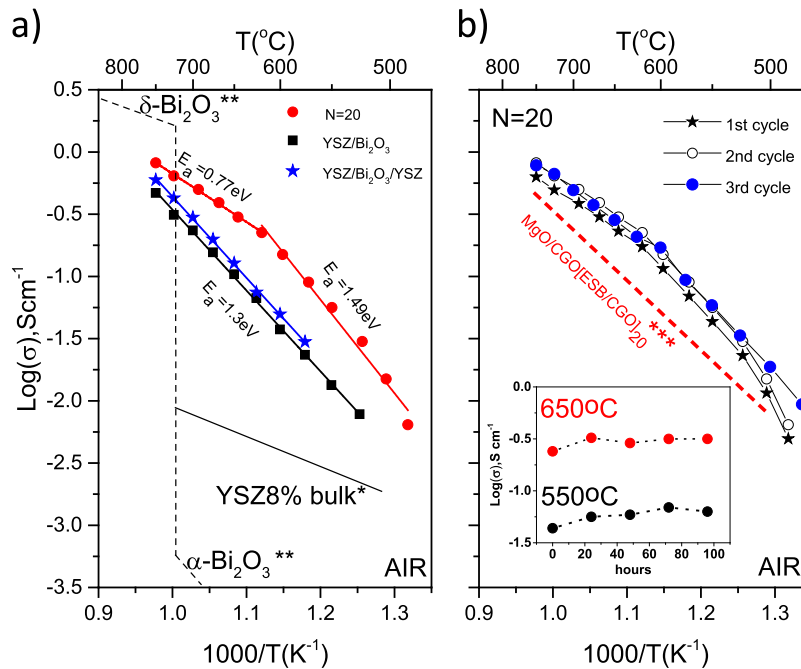 a)
T(°C)
800 700 600 500
0.5
0.0
-0.5
-1.0
-1.5
-2.0
-2.5
-3.0
-3.5
Log(σ),Scm⁻¹
δ-Bi₂O₃**
N=20
YSZ/Bi₂O₃
YSZ/Bi₂O₃/YSZ
Eₐ=0.77eV
Eₐ=1.49eV
Eₐ=1.3eV
YSZ8% bulk*
α-Bi₂O₃**
AIR
0.9 1.0 1.1 1.2 1.3
1000/T(K⁻¹)
b)
T(°C)
800 700 600 500
N=20
1st cycle
2nd cycle
3rd cycle
MgO/CGO[ESB/CGO]₂₀ ***
0.0
-0.5
-1.0
-1.5
Log(σ),S cm⁻¹
650ºC
550ºC
0 20 40 60 80 100
hours
AIR
0.9 1.0 1.1 1.2 1.3
1000/T(K⁻¹)